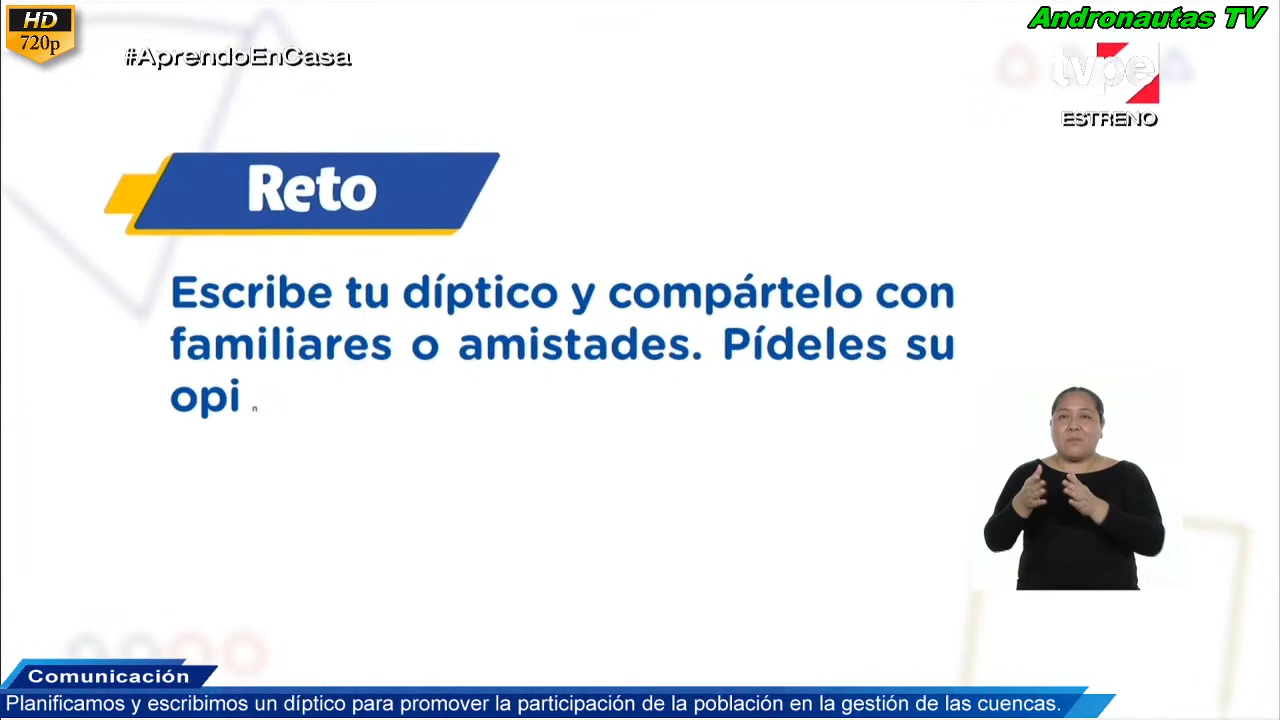 HD
720p
#AprendoEnCasa
Andronautas TV
tvpe
ESTRENO
Reto
Escribe tu díptico y compártelo con
familiares o amistades. Pídeles su
opi n
Comunicación
Planificamos y escribimos un díptico para promover la participación de la población en la gestión de las cuencas.